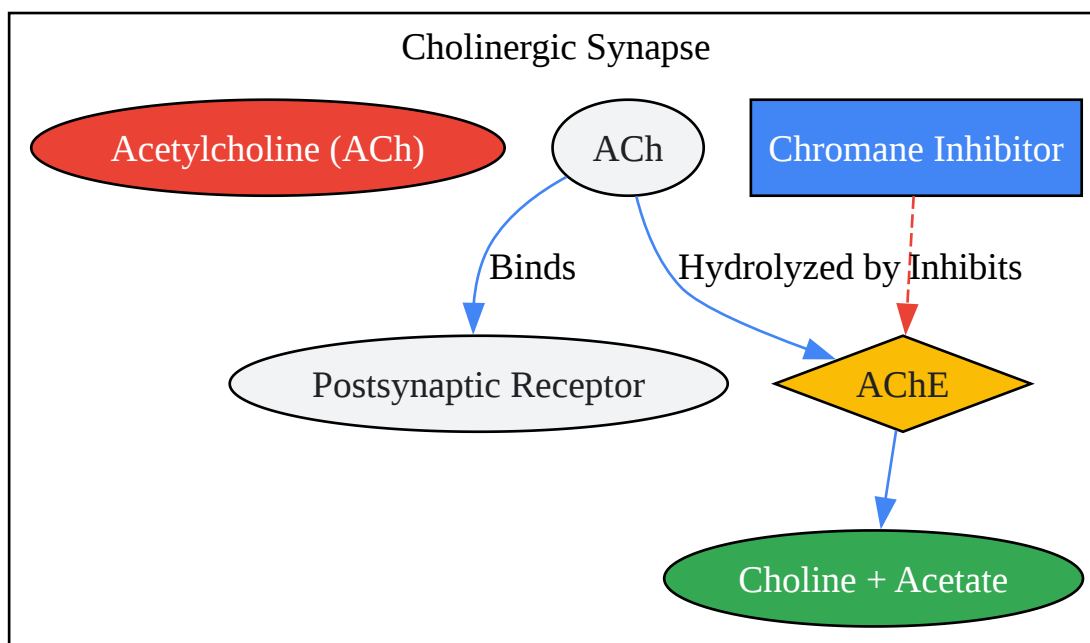 Cholinergic Synapse
Acetylcholine (ACh)
ACh
Chromane Inhibitor
Binds
Hydrolyzed by
Inhibits
Postsynaptic Receptor
AChE
Choline + Acetate